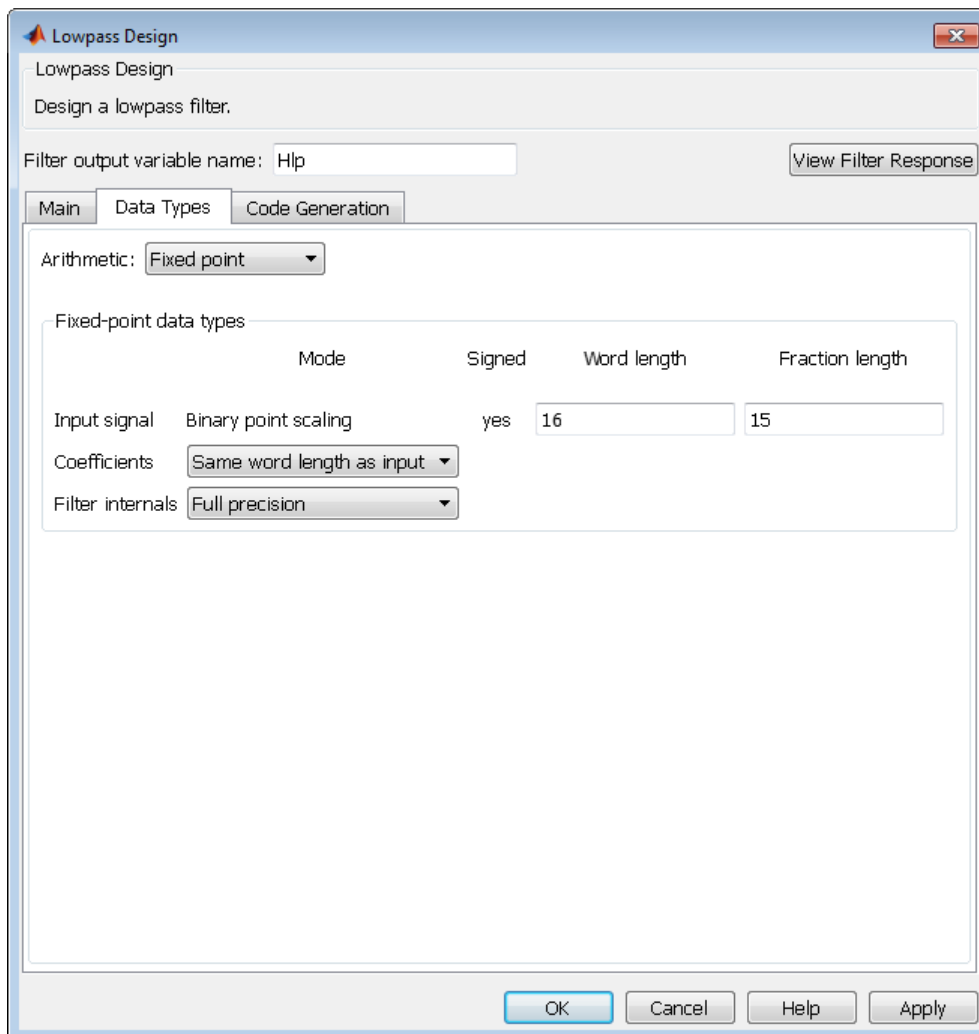 Lowpass Design
Lowpass Design
Design a lowpass filter.
Filter output variable name: Hlp View Filter Response
Main Data Types Code Generation
Arithmetic: Fixed point
Fixed-point data types
Mode Signed Word length Fraction length
Input signal Binary point scaling yes 16 15
Coefficients Same word length as input
Filter internals Full precision
OK Cancel Help Apply